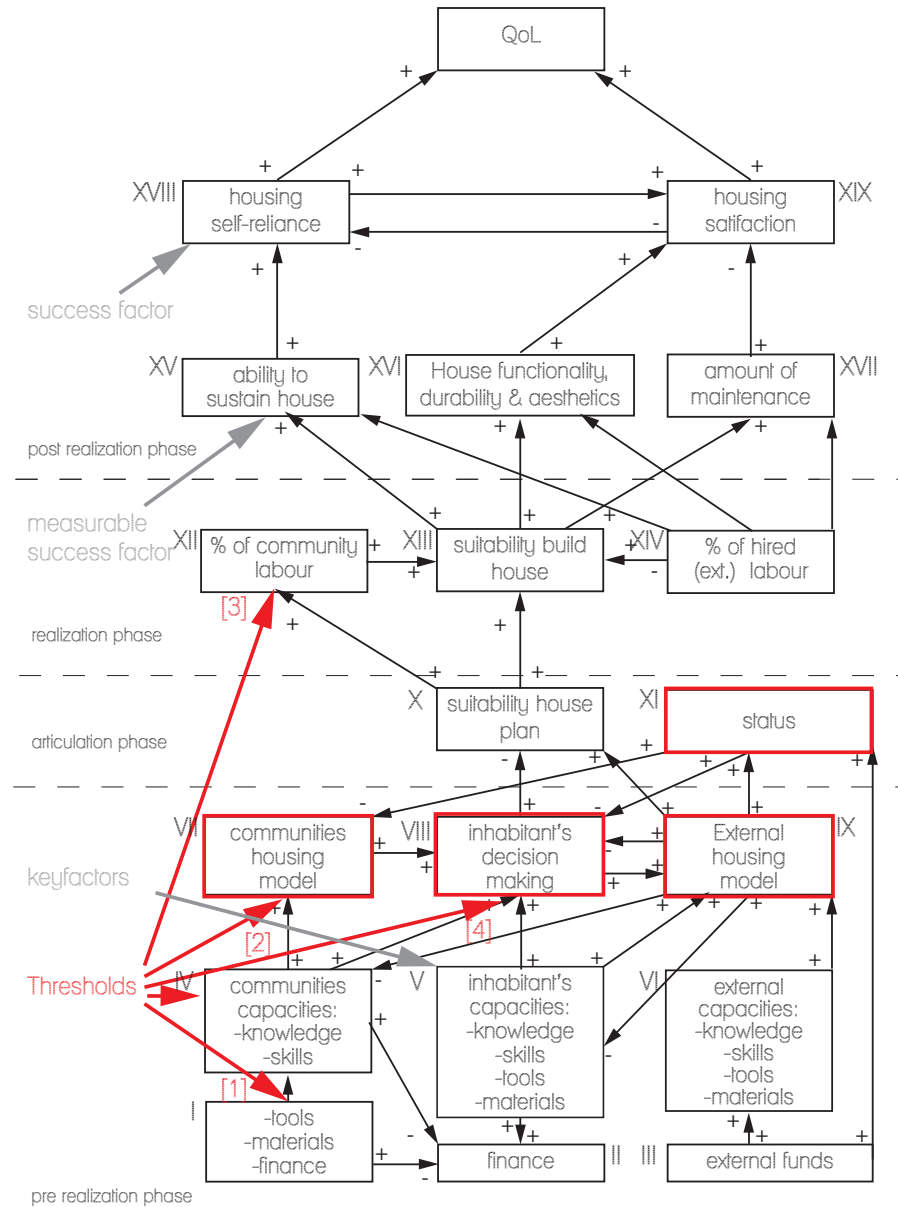 QoL
+
+
+
+
XVIII
housing
self-reliance
+
+
housing
satifaction
XIX
-
-
+
+
-
success factor
XV
ability to
sustain house
+
XVI
House functionality,
durability & aesthetics
+
amount of
maintenance
+
XVII
post realization phase
+
+
+
measurable
success factor
XII
% of community
labour
+
+
+
XIII
suitability build
house
+
+
+
-
XIV
% of hired
(ext.) labour
[3]
+
+
realization phase
+
+
X
suitability house
plan
XI
status
articulation phase
-
+
+
+
+
+
-
+
-
+
+
VII
communities
housing
model
+
+
VIII
inhabitant's
decision
making
+
-
+
+
External
housing
model
IX
keyfactors
+
[2]
+
[4]
+
+
+
+
+
Thresholds
IV
communities
capacities:
-knowledge
-skills
+
+
-
+
V
inhabitant's
capacities:
-knowledge
-skills
-tools
-materials
+
+
-
VI
external
capacities:
-knowledge
-skills
-tools
-materials
+
[1]
I
-tools
-materials
-finance
+
-
-
+
+
finance
II
+
+
+
III
external funds
pre realization phase